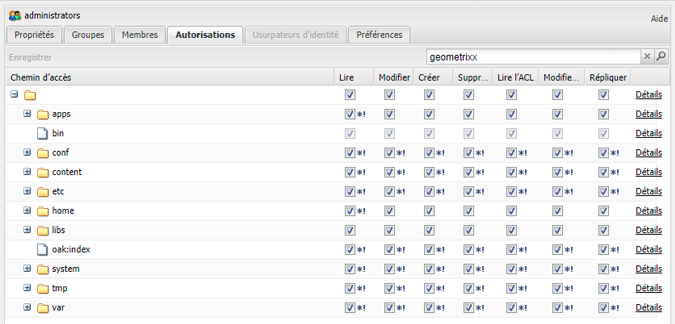 administrators
Aide
Propriétés Groupes Membres Autorisations Usurpateurs d'identité Préférences
Enregistrer geometrixx
Chemin d'accès Lire Modifier Créer Suppr... Lire l'ACL Modifie... Répliquer
Détails
apps *! Détails
bin Détails
conf *! *! *! *! *! *! *! Détails
content *! *! *! *! *! *! *! Détails
etc *! *! *! *! *! *! *! Détails
home *! Détails
libs Détails
oak:index *! *! *! *! *! *! *! Détails
system *! *! *! *! *! *! *! Détails
tmp *! *! *! *! *! *! *! Détails
var *! *! *! *! *! *! *! Détails